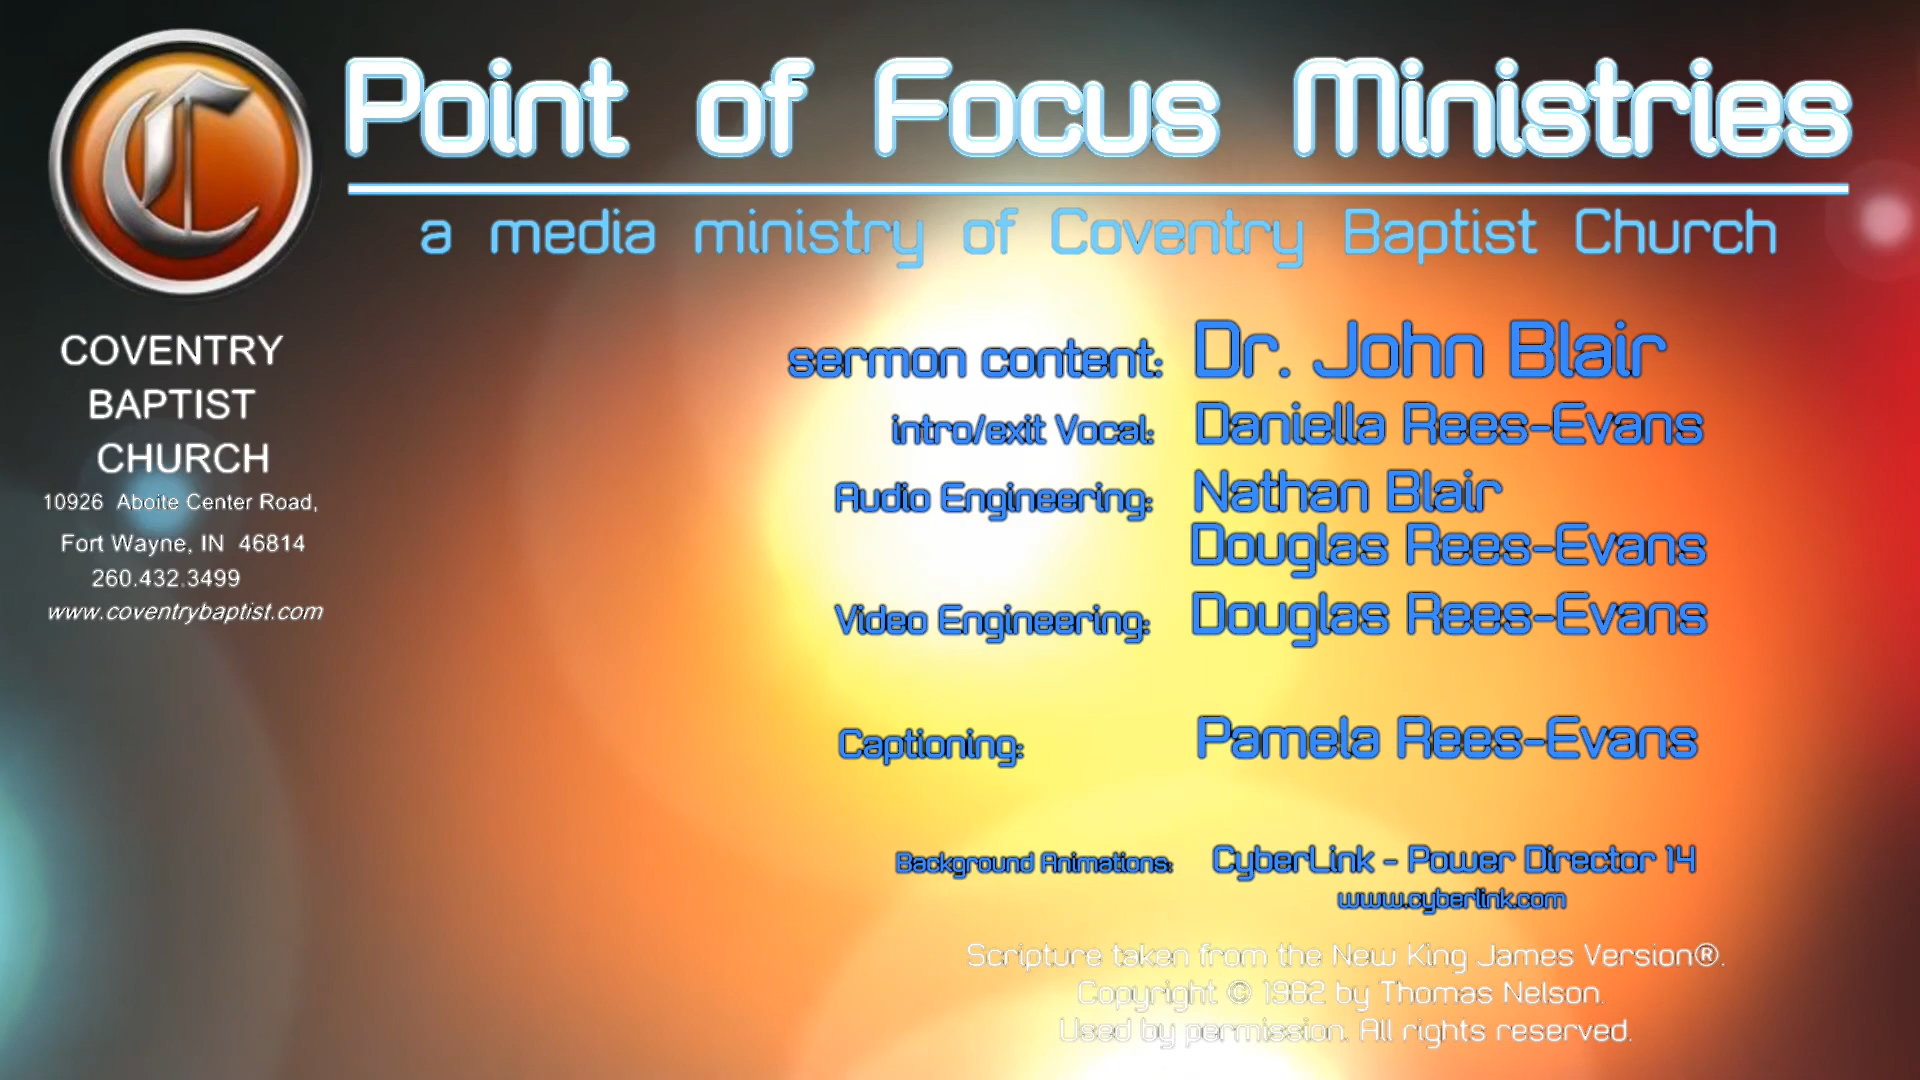 C
Point of Focus Ministries
a media ministry of Coventry Baptist Church
COVENTRY
BAPTIST
CHURCH
10926 Aboite Center Road,
Fort Wayne, IN 46814
260.432.3499
www.coventrybaptist.com
sermon content: Dr. John Blair
intro/exit Vocal: Daniella Rees-Evans
Audio Engineering: Nathan Blair
Douglas Rees-Evans
Video Engineering: Douglas Rees-Evans
Captioning: Pamela Rees-Evans
Background Animations: CyberLink - Power Director 14
www.cyberlink.com
Scripture taken from the New King James Version®.
Copyright © 1982 by Thomas Nelson.
Used by permission. All rights reserved.